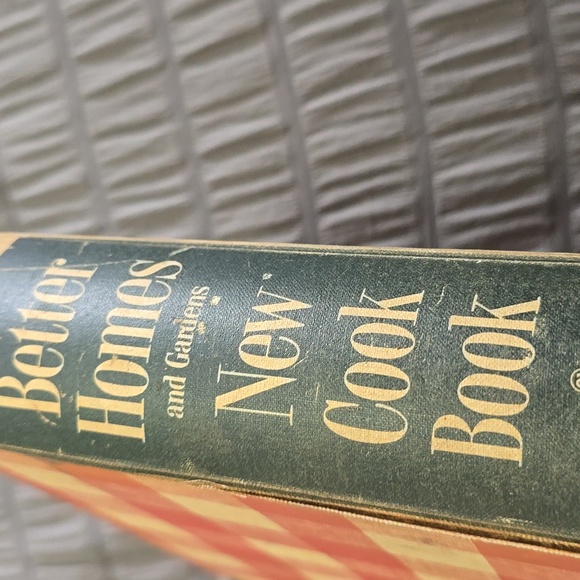 Better
Homes
and Gardens
New
Cook
Book
®